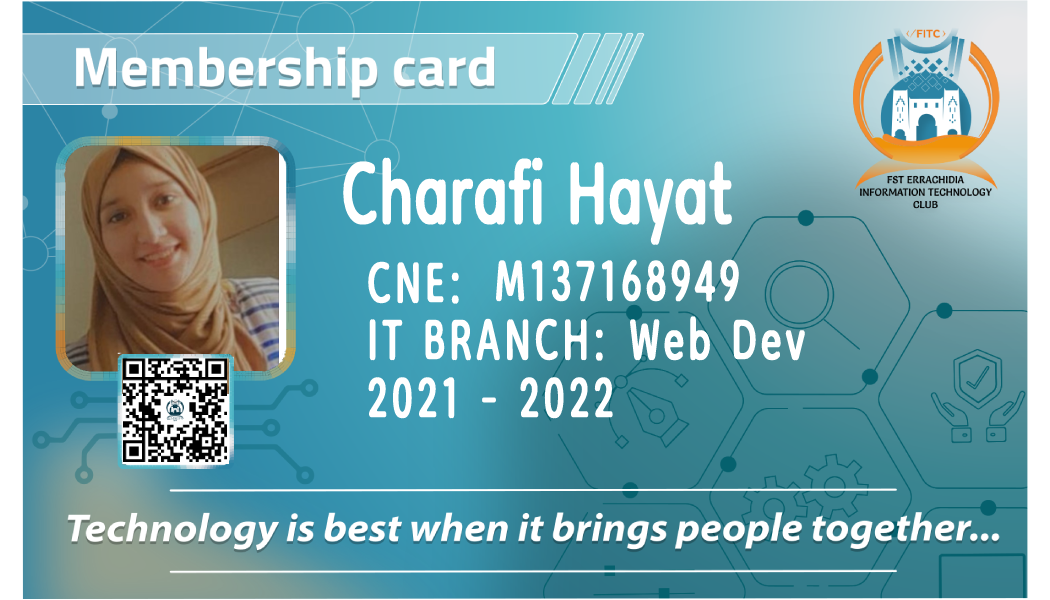 Membership card
‹/FITC›
FST ERRACHIDIA
INFORMATION TECHNOLOGY
CLUB
Charafi Hayat
CNE: M137168949
IT BRANCH: Web Dev
2021 - 2022
Technology is best when it brings people together...